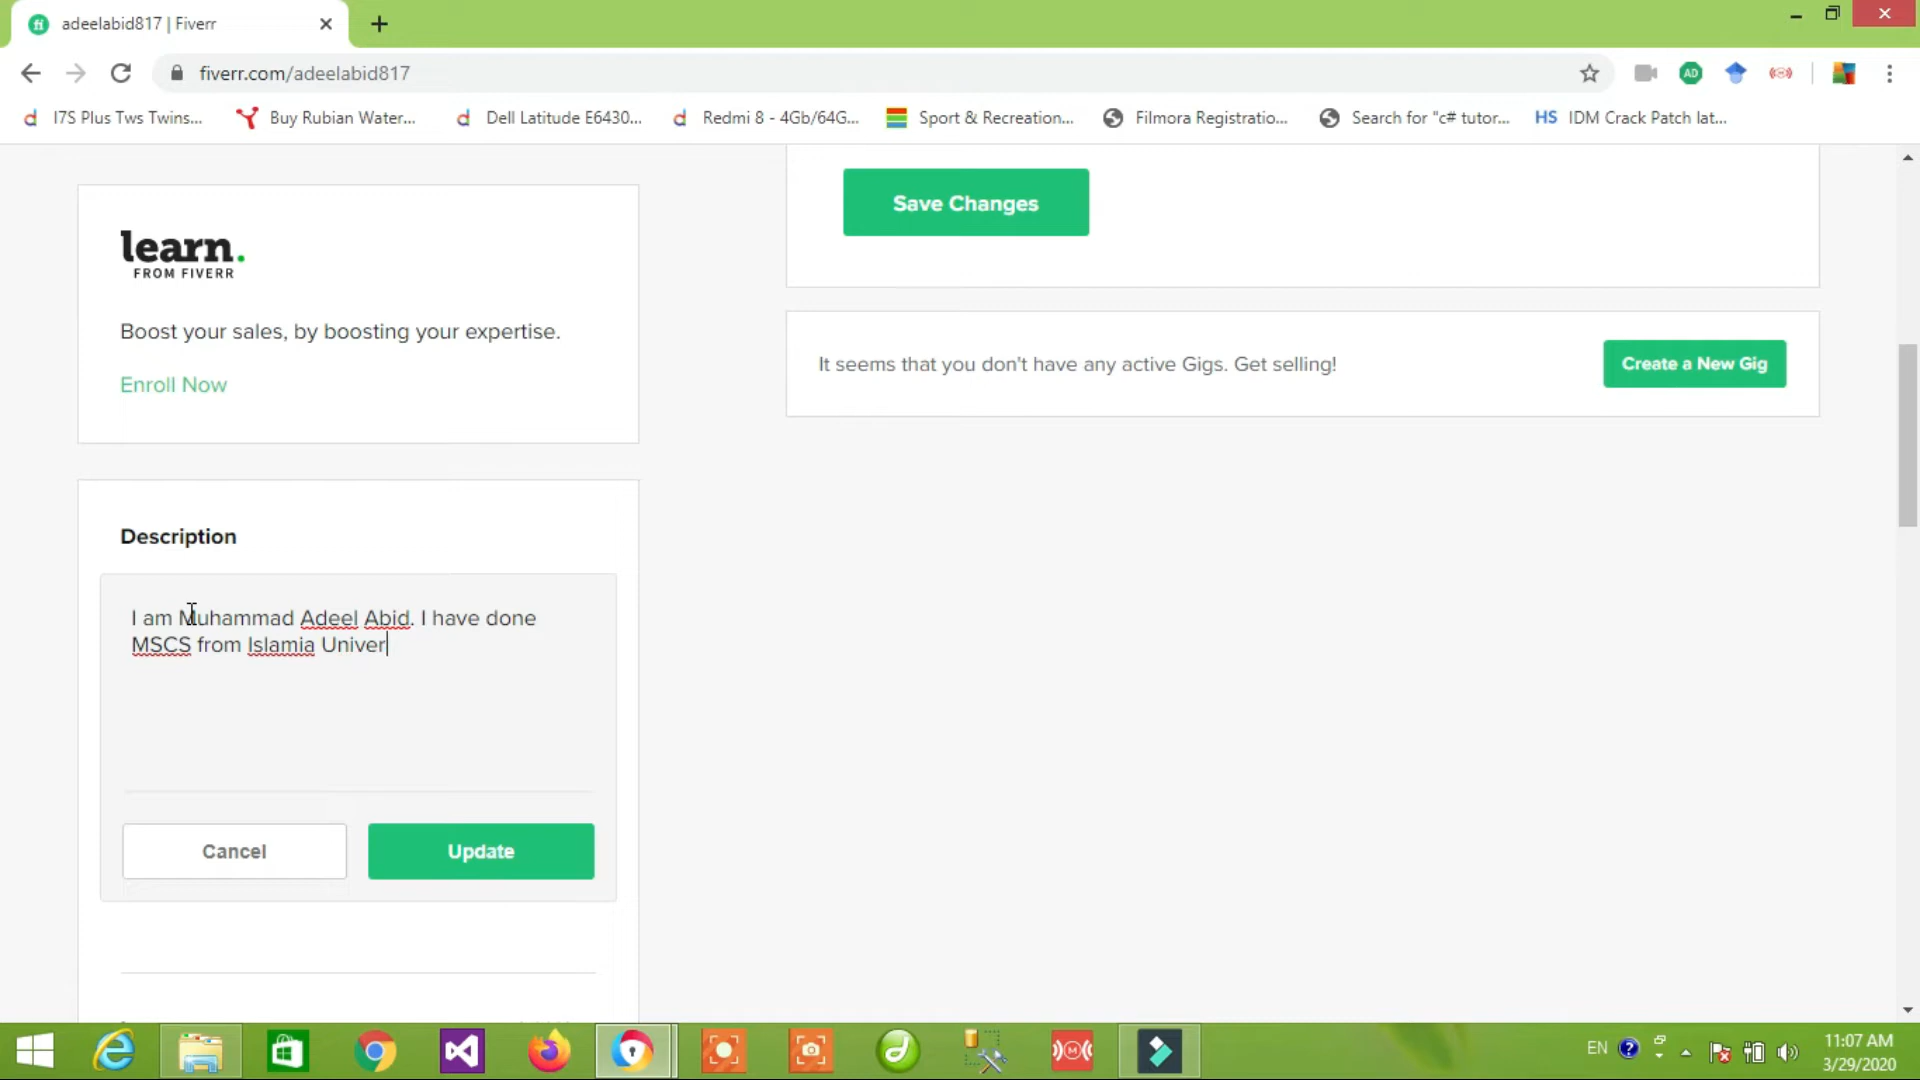 adeelabid817 | Fiverr
fiverr.com/adeelabid817
AD
I7S Plus Tws Twins...
Buy Rubian Water...
Dell Latitude E6430...
Redmi 8 - 4Gb/64G...
Sport & Recreation...
Filmora Registratio...
Search for "c# tutor...
HS IDM Crack Patch lat...
Save Changes
learn.
FROM FIVERR
Boost your sales, by boosting your expertise.
Enroll Now
It seems that you don't have any active Gigs. Get selling!
Create a New Gig
Description
I am Muhammad Adeel Abid. I have done
MSCS from Islamia Univer
Cancel
Update
EN
11:07 AM
3/29/2020